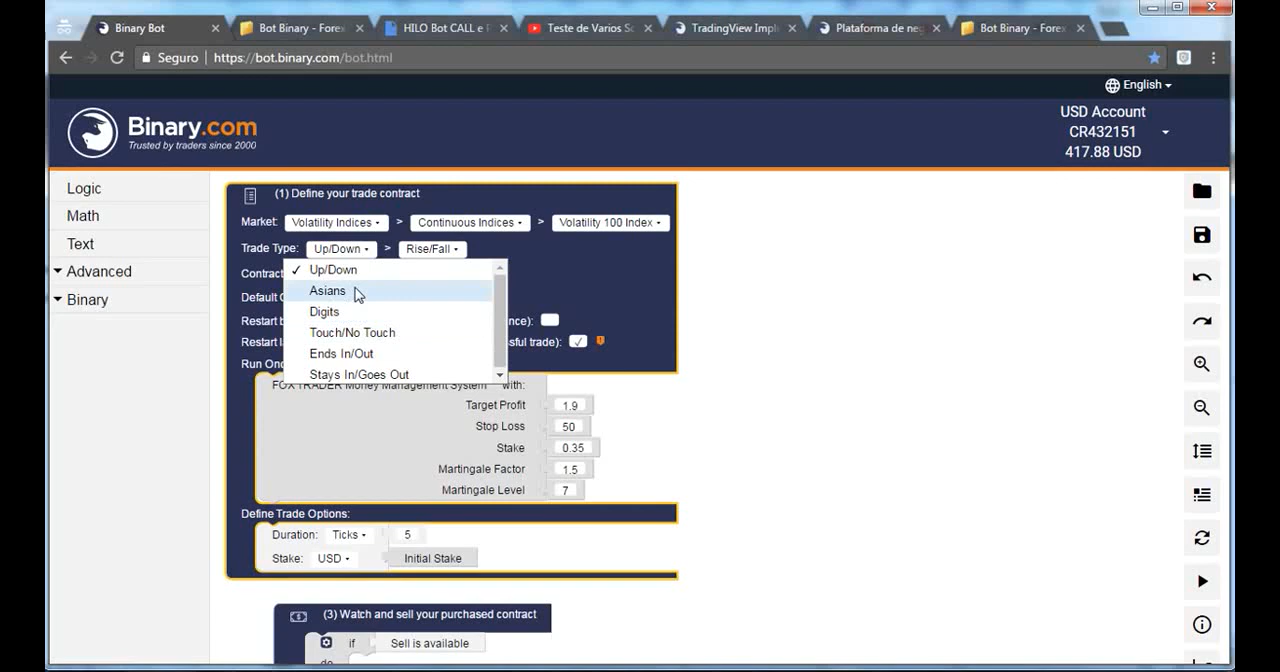 Binary Bot
Bot Binary - Fore
HILO Bot CALL e
Teste de Varios Sc
TradingView Impl
Plataforma de ne
Bot Binary - Fore
Seguro
https://bot.binary.com/bot.html
English
Binary.com
Trusted by traders since 2000
USD Account
CR432151
417.88 USD
Logic
Math
Text
Advanced
Binary
(1) Define your trade contract
Market: Volatility Indices > Continuous Indices > Volatility 100 Index
Trade Type: Up/Down > Rise/Fall
Contract
✓ Up/Down
Asians
Default
Digits
Restart
nce):
Touch/No Touch
Restart
sful trade): ✓
Ends In/Out
Run Onc
Stays In/Goes Out
FOX TRADER Money Management System with:
Target Profit 1.9
Stop Loss 50
Stake 0.35
Martingale Factor 1.5
Martingale Level 7
Define Trade Options:
Duration: Ticks 5
Stake: USD Initial Stake
(3) Watch and sell your purchased contract
if Sell is available
do